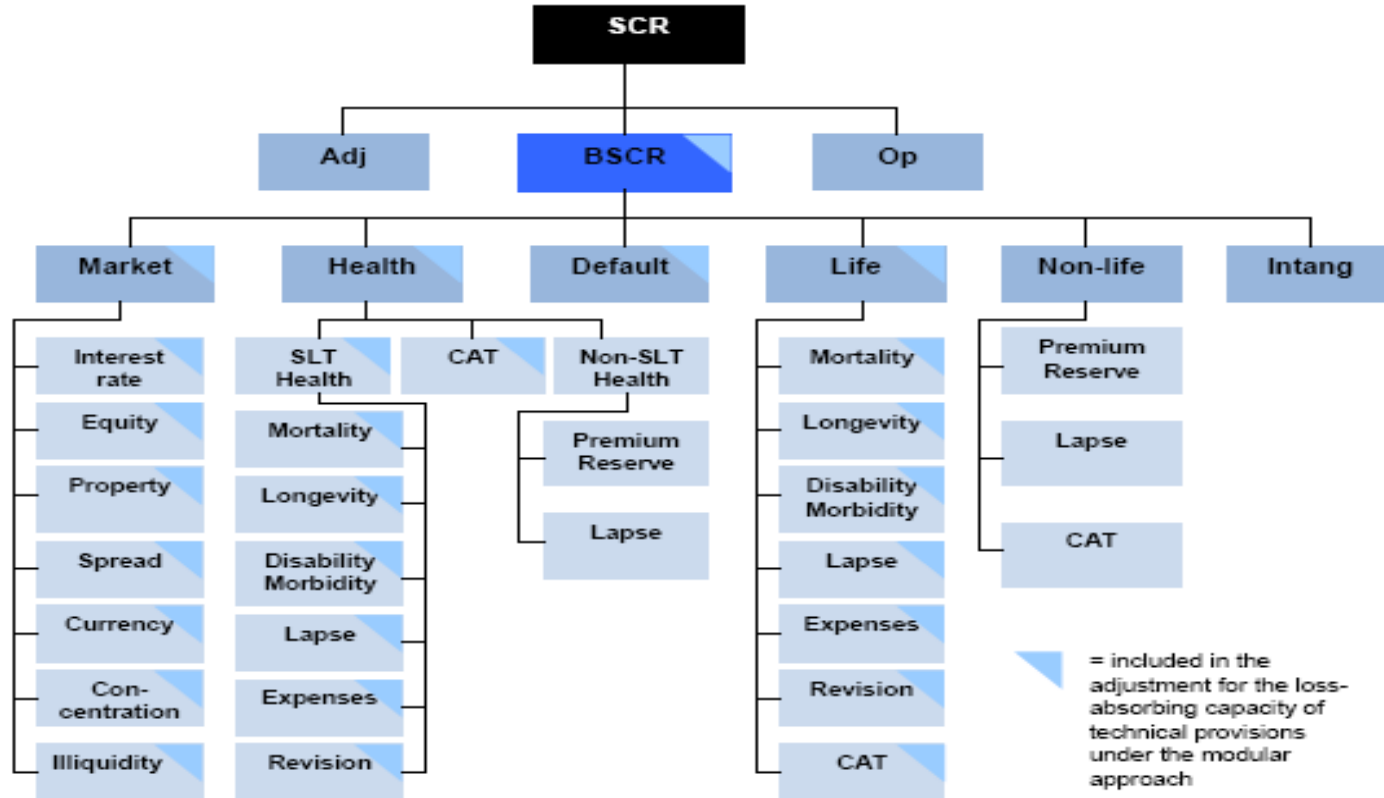 SCR
Adj
BSCR
Op
Market
Health
Default
Life
Non-life
Intang
Interest
rate
Equity
Property
Spread
Currency
Con-
centration
Illiquidity
SLT
Health
CAT
Non-SLT
Health
Mortality
Longevity
Disability
Morbidity
Lapse
Expenses
Revision
Premium
Reserve
Lapse
Mortality
Longevity
Disability
Morbidity
Lapse
Expenses
Revision
CAT
Premium
Reserve
Lapse
CAT
= included in the
adjustment for the loss-
absorbing capacity of
technical provisions
under the modular
approach